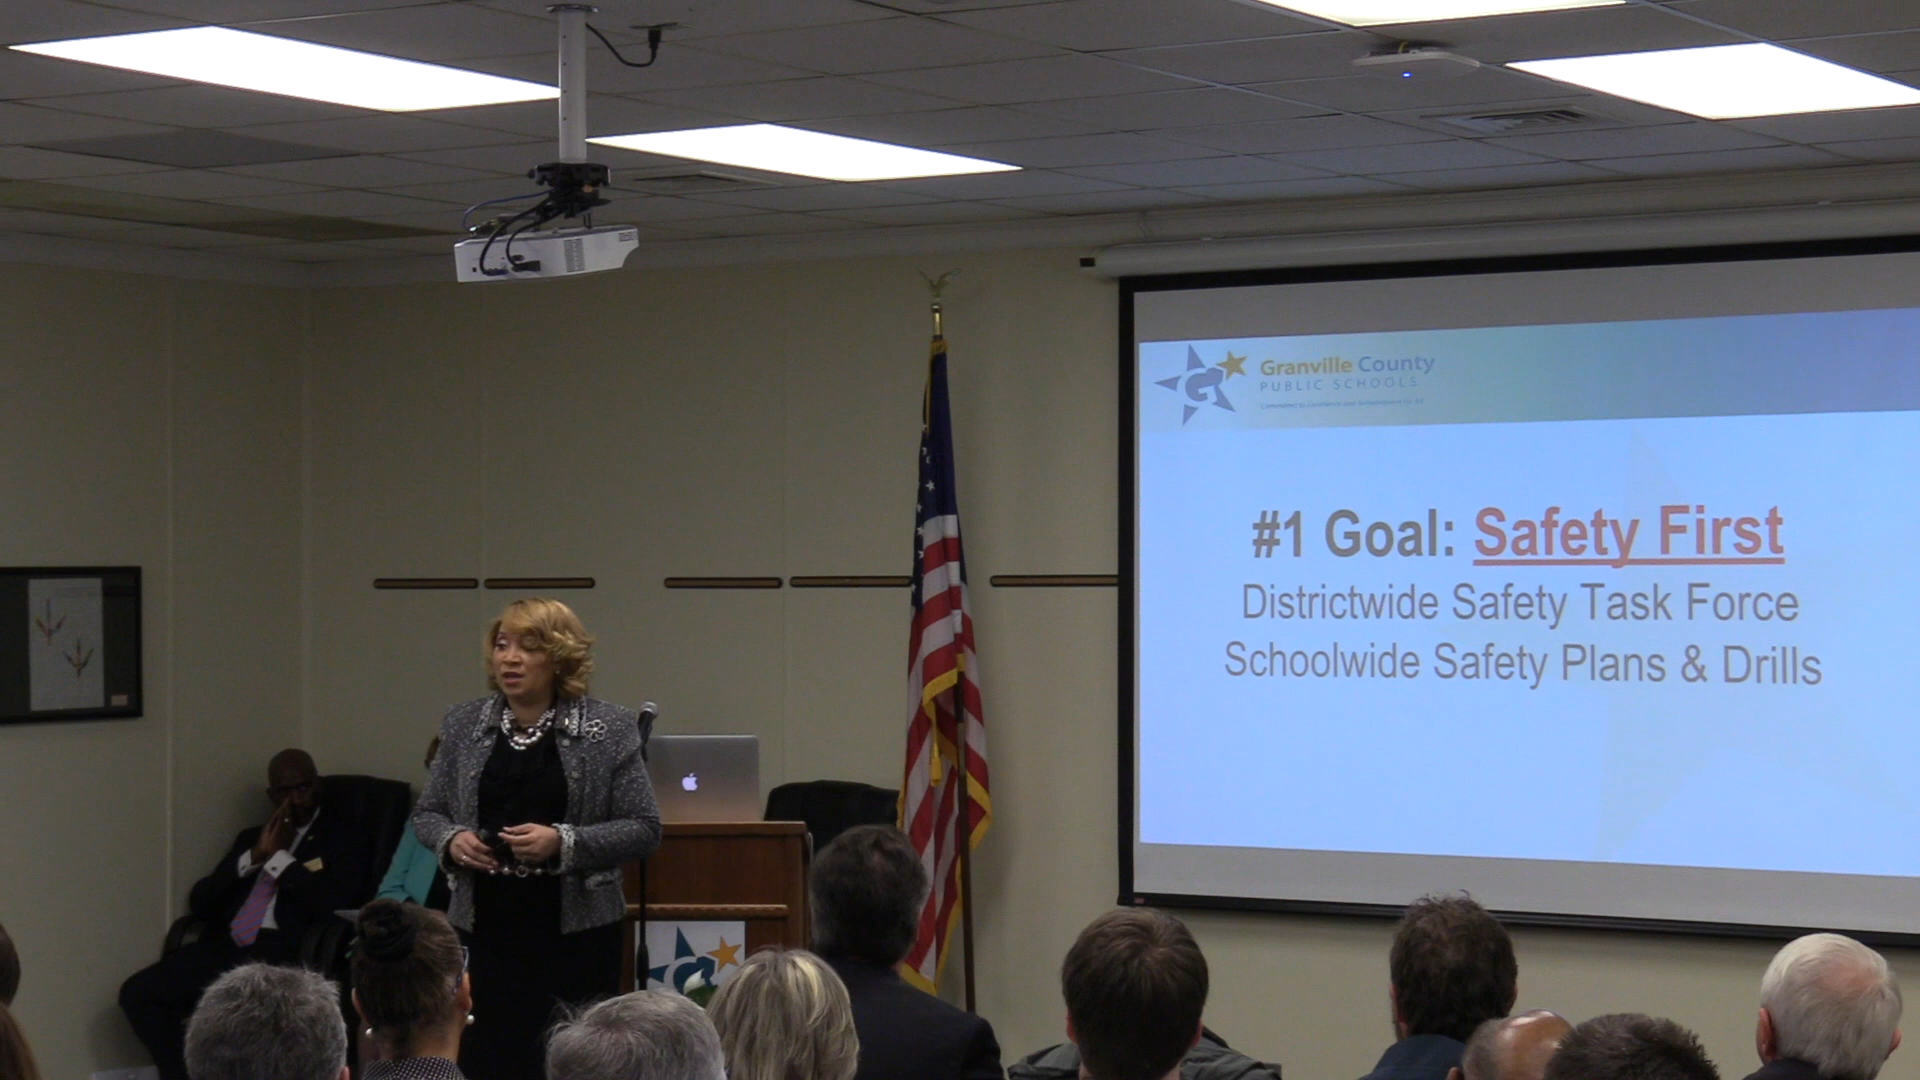 Granville County
PUBLIC SCHOOLS
#1 Goal: Safety First
Districtwide Safety Task Force
Schoolwide Safety Plans & Drills